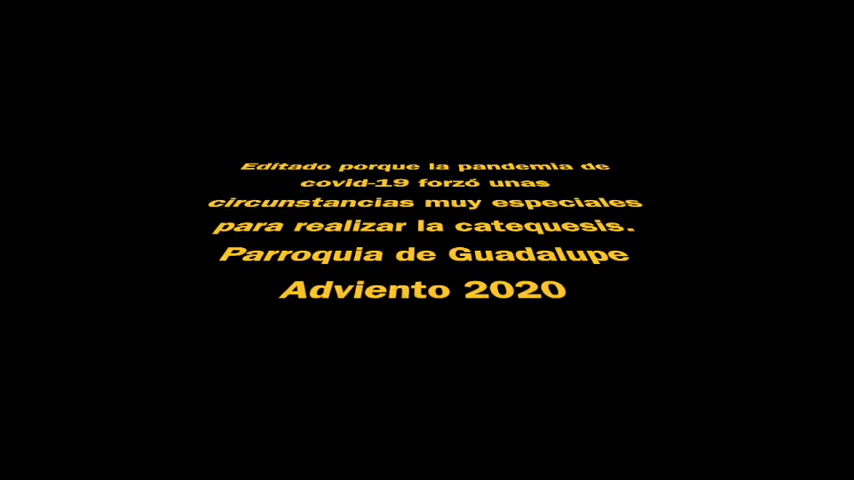 Editado porque la pandemia de
covid-19 forzó unas
circunstancias muy especiales
para realizar la catequesis.
Parroquia de Guadalupe
Adviento 2020